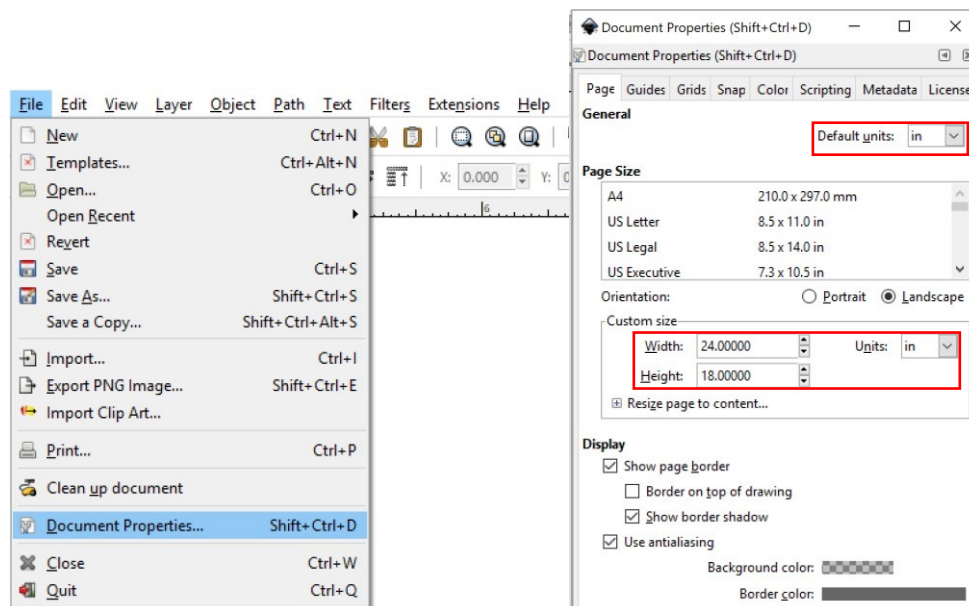 File Edit View Layer Object Path Text Filters Extensions Help
New Ctrl+N
Templates... Ctrl+Alt+N
Open... Ctrl+O
Open Recent
Revert
Save Ctrl+S
Save As... Shift+Ctrl+S
Save a Copy... Shift+Ctrl+Alt+S
Import... Ctrl+I
Export PNG Image... Shift+Ctrl+E
Import Clip Art...
Print... Ctrl+P
Clean up document
Document Properties... Shift+Ctrl+D
Close Ctrl+W
Quit Ctrl+Q
X: 0.000 Y: 0
6
Document Properties (Shift+Ctrl+D)
Document Properties (Shift+Ctrl+D)
Page Guides Grids Snap Color Scripting Metadata License
General
Default units: in
Page Size
A4 210.0 x 297.0 mm
US Letter 8.5 x 11.0 in
US Legal 8.5 x 14.0 in
US Executive 7.3 x 10.5 in
Orientation: Portrait Landscape
Custom size
Width: 24.00000 Units: in
Height: 18.00000
Resize page to content...
Display
Show page border
Border on top of drawing
Show border shadow
Use antialiasing
Background color:
Border color: